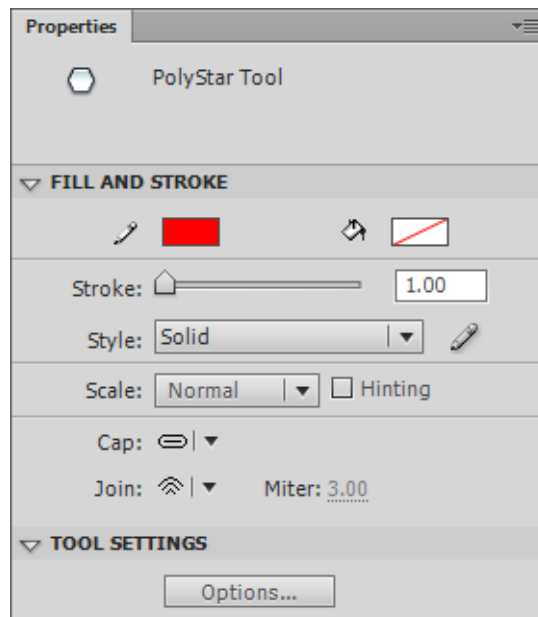 Properties
PolyStar Tool
FILL AND STROKE
Stroke: 1.00
Style: Solid
Scale: Normal Hinting
Cap:
Join: Miter: 3.00
TOOL SETTINGS
Options...